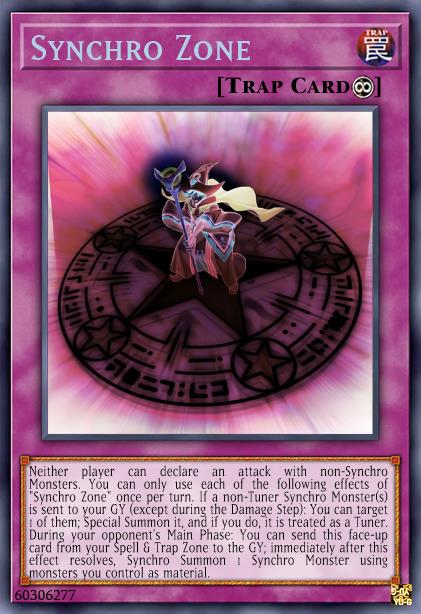 Synchro Zone
TRAP
罠
[Trap Card]
Neither player can declare an attack with non-Synchro
Monsters. You can only use each of the following effects of
"Synchro Zone" once per turn. If a non-Tuner Synchro Monster(s)
is sent to your GY (except during the Damage Step): You can target
1 of them; Special Summon it, and if you do, it is treated as a Tuner.
During your opponent's Main Phase: You can send this face-up
card from your Spell & Trap Zone to the GY; immediately after this
effect resolves, Synchro Summon 1 Synchro Monster using
monsters you control as material.
60306277